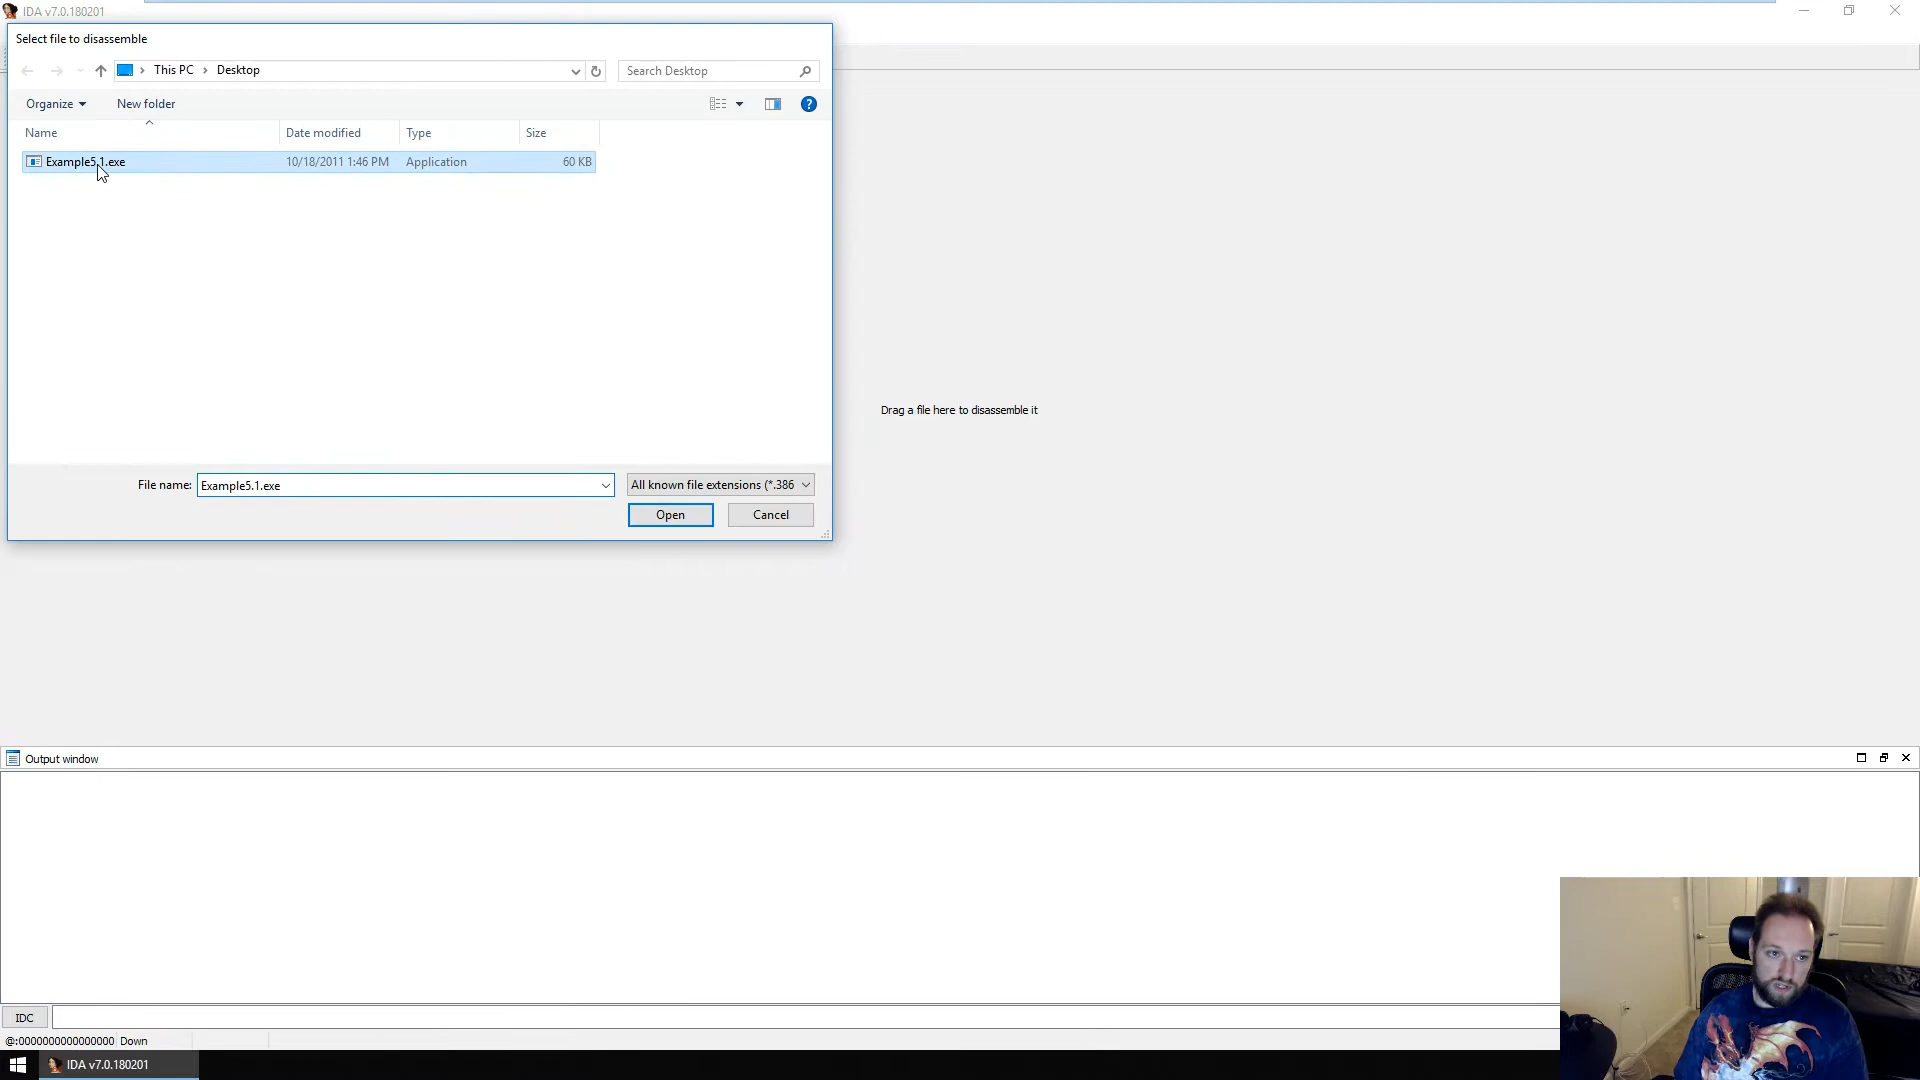 IDA v7.0.180201
Select file to disassemble
This PC > Desktop
Search Desktop
Organize
New folder
Name Date modified Type Size
Example5.1.exe 10/18/2011 1:46 PM Application 60 KB
Drag a file here to disassemble it
File name: Example5.1.exe All known file extensions (*.386
Open Cancel
Output window
IDC
@:0000000000000000 Down
IDA v7.0.180201